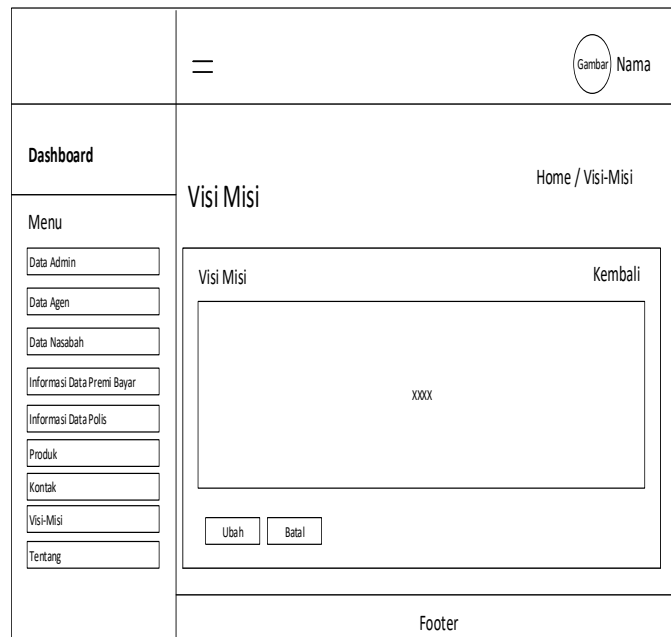 Gambar
Nama
Dashboard
Home / Visi-Misi
Visi Misi
Menu
Data Admin
Data Agen
Data Nasabah
Informasi Data Premi Bayar
Informasi Data Polis
Produk
Kontak
Visi-Misi
Tentang
Visi Misi
Kembali
XXXX
Ubah
Batal
Footer